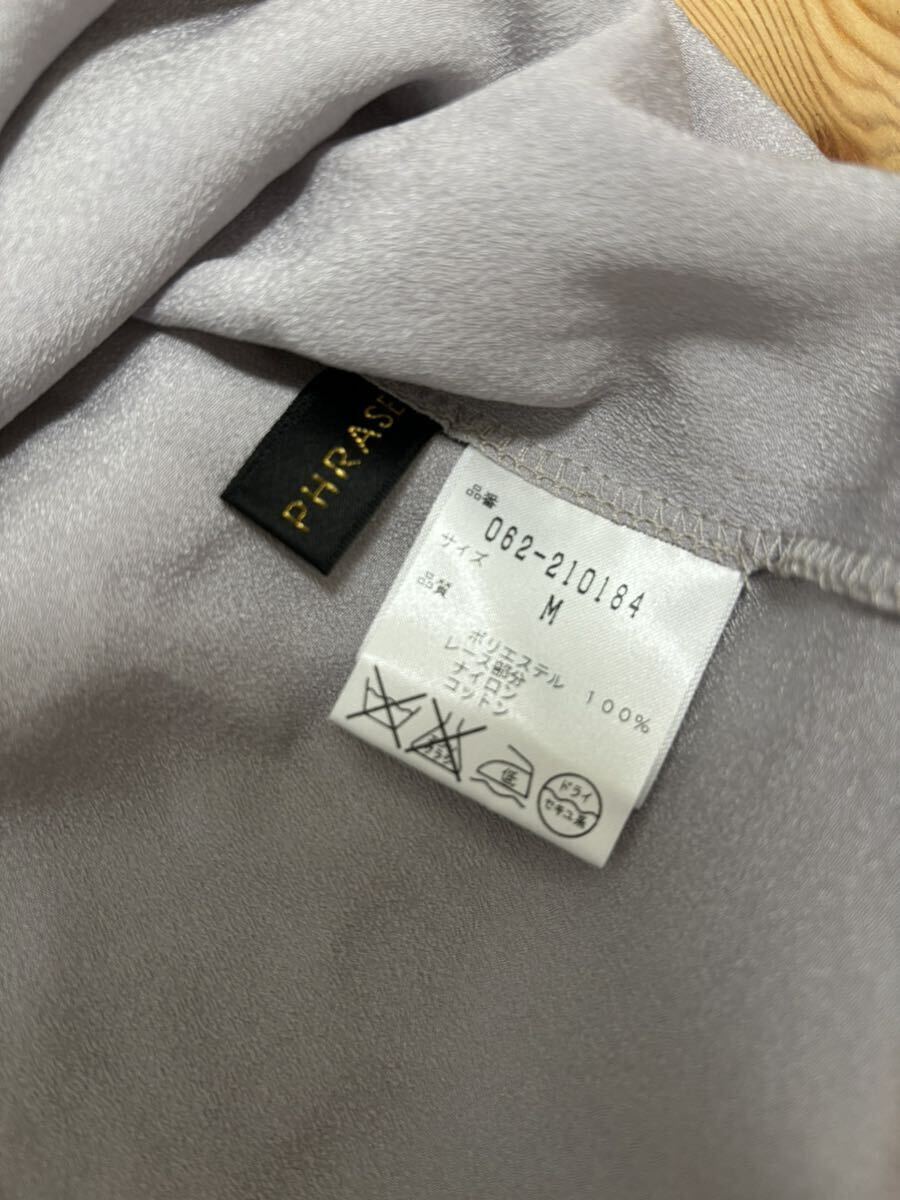 PHRASE
品番
062-210184
サイズ M
品質
ポリエステル 100%
レース部分
ナイロン
コットン
低
ドライ
セキユ系